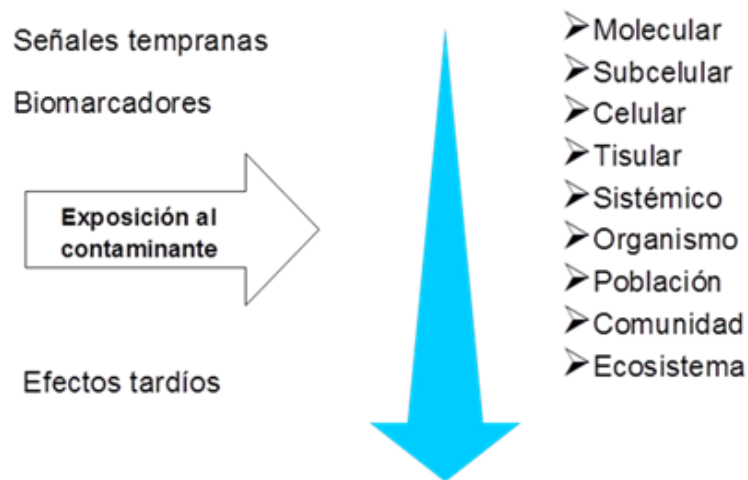 Señales tempranas
Biomarcadores
Exposición al
contaminante
Efectos tardíos
Molecular
Subcelular
Celular
Tisular
Sistémico
Organismo
Población
Comunidad
Ecosistema